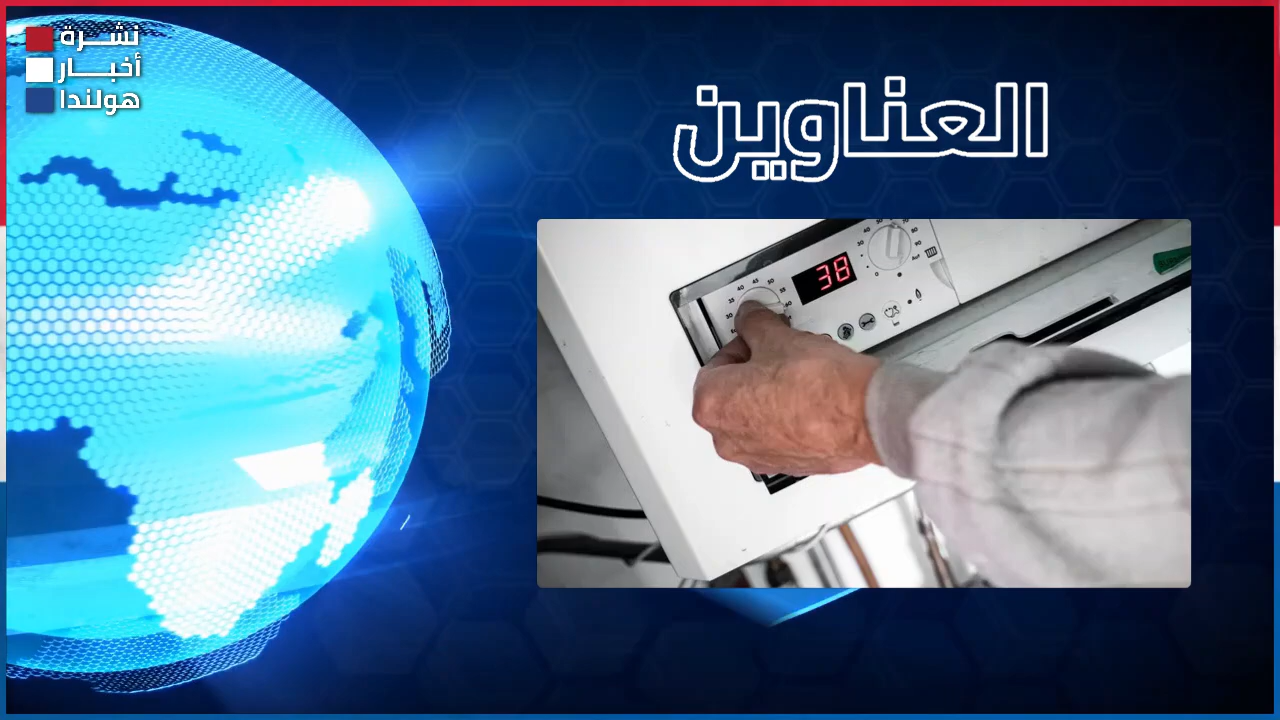 نشرة
أخبار
هولندا
العناوين
38